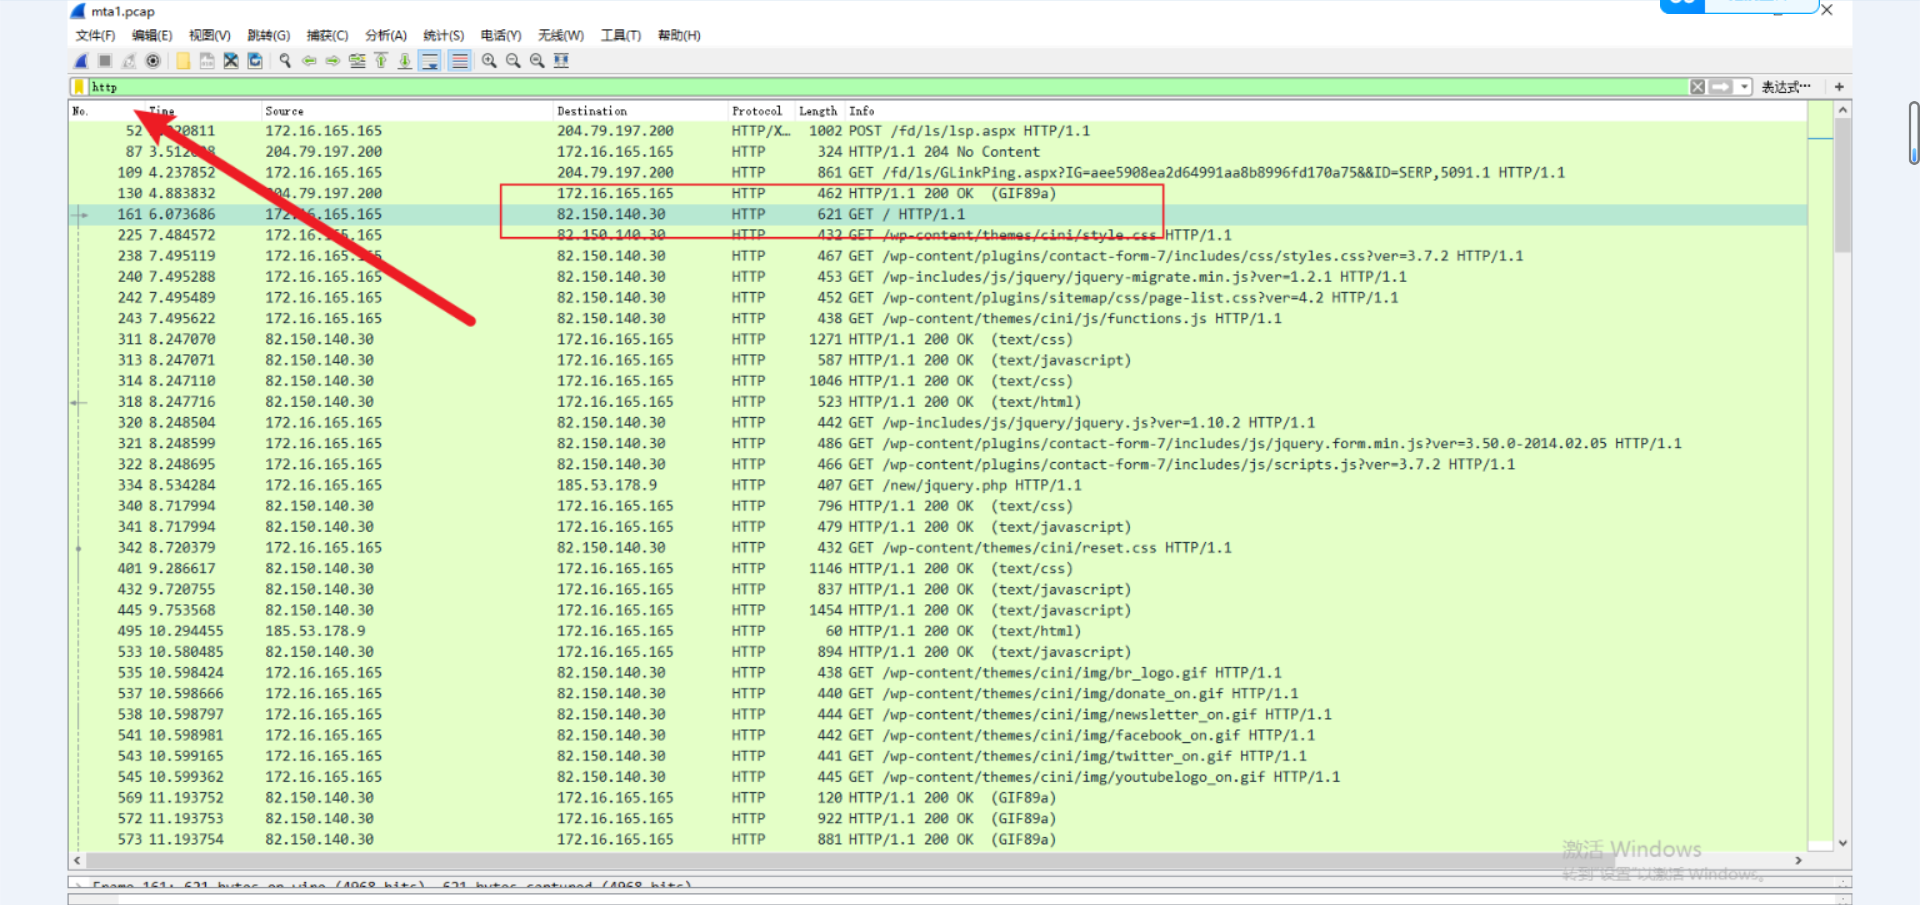 mta1.pcap
文件(F) 编辑(E) 视图(V) 跳转(G) 捕获(C) 分析(A) 统计(S) 电话(Y) 无线(W) 工具(T) 帮助(H)
http 表达式… +
No. Time Source Destination Protocol Length Info
52 20811 172.16.165.165 204.79.197.200 HTTP/X… 1002 POST /fd/ls/lsp.aspx HTTP/1.1
87 3.512 204.79.197.200 172.16.165.165 HTTP 324 HTTP/1.1 204 No Content
109 4.237852 172.16.165.165 204.79.197.200 HTTP 861 GET /fd/ls/GLinkPing.aspx?IG=aee5908ea2d64991aa8b8996fd170a75&&ID=SERP,5091.1 HTTP/1.1
130 4.883832 204.79.197.200 172.16.165.165 HTTP 462 HTTP/1.1 200 OK (GIF89a)
161 6.073686 172.16.165.165 82.150.140.30 HTTP 621 GET / HTTP/1.1
225 7.484572 172.16.165.165 82.150.140.30 HTTP 432 GET /wp-content/themes/cini/style.css HTTP/1.1
238 7.495119 172.16.165.165 82.150.140.30 HTTP 467 GET /wp-content/plugins/contact-form-7/includes/css/styles.css?ver=3.7.2 HTTP/1.1
240 7.495288 172.16.165.165 82.150.140.30 HTTP 453 GET /wp-includes/js/jquery/jquery-migrate.min.js?ver=1.2.1 HTTP/1.1
242 7.495489 172.16.165.165 82.150.140.30 HTTP 452 GET /wp-content/plugins/sitemap/css/page-list.css?ver=4.2 HTTP/1.1
243 7.495622 172.16.165.165 82.150.140.30 HTTP 438 GET /wp-content/themes/cini/js/functions.js HTTP/1.1
311 8.247070 82.150.140.30 172.16.165.165 HTTP 1271 HTTP/1.1 200 OK (text/css)
313 8.247071 82.150.140.30 172.16.165.165 HTTP 587 HTTP/1.1 200 OK (text/javascript)
314 8.247110 82.150.140.30 172.16.165.165 HTTP 1046 HTTP/1.1 200 OK (text/css)
318 8.247716 82.150.140.30 172.16.165.165 HTTP 523 HTTP/1.1 200 OK (text/html)
320 8.248504 172.16.165.165 82.150.140.30 HTTP 442 GET /wp-includes/js/jquery/jquery.js?ver=1.10.2 HTTP/1.1
321 8.248599 172.16.165.165 82.150.140.30 HTTP 486 GET /wp-content/plugins/contact-form-7/includes/js/jquery.form.min.js?ver=3.50.0-2014.02.05 HTTP/1.1
322 8.248695 172.16.165.165 82.150.140.30 HTTP 466 GET /wp-content/plugins/contact-form-7/includes/js/scripts.js?ver=3.7.2 HTTP/1.1
334 8.534284 172.16.165.165 185.53.178.9 HTTP 407 GET /new/jquery.php HTTP/1.1
340 8.717994 82.150.140.30 172.16.165.165 HTTP 796 HTTP/1.1 200 OK (text/css)
341 8.717994 82.150.140.30 172.16.165.165 HTTP 479 HTTP/1.1 200 OK (text/javascript)
342 8.720379 172.16.165.165 82.150.140.30 HTTP 432 GET /wp-content/themes/cini/reset.css HTTP/1.1
401 9.286617 82.150.140.30 172.16.165.165 HTTP 1146 HTTP/1.1 200 OK (text/css)
432 9.720755 82.150.140.30 172.16.165.165 HTTP 837 HTTP/1.1 200 OK (text/javascript)
445 9.753568 82.150.140.30 172.16.165.165 HTTP 1454 HTTP/1.1 200 OK (text/javascript)
495 10.294455 185.53.178.9 172.16.165.165 HTTP 60 HTTP/1.1 200 OK (text/html)
533 10.580485 82.150.140.30 172.16.165.165 HTTP 894 HTTP/1.1 200 OK (text/javascript)
535 10.598424 172.16.165.165 82.150.140.30 HTTP 438 GET /wp-content/themes/cini/img/br_logo.gif HTTP/1.1
537 10.598666 172.16.165.165 82.150.140.30 HTTP 440 GET /wp-content/themes/cini/img/donate_on.gif HTTP/1.1
538 10.598797 172.16.165.165 82.150.140.30 HTTP 444 GET /wp-content/themes/cini/img/newsletter_on.gif HTTP/1.1
541 10.598981 172.16.165.165 82.150.140.30 HTTP 442 GET /wp-content/themes/cini/img/facebook_on.gif HTTP/1.1
543 10.599165 172.16.165.165 82.150.140.30 HTTP 441 GET /wp-content/themes/cini/img/twitter_on.gif HTTP/1.1
545 10.599362 172.16.165.165 82.150.140.30 HTTP 445 GET /wp-content/themes/cini/img/youtubelogo_on.gif HTTP/1.1
569 11.193752 82.150.140.30 172.16.165.165 HTTP 120 HTTP/1.1 200 OK (GIF89a)
572 11.193753 82.150.140.30 172.16.165.165 HTTP 922 HTTP/1.1 200 OK (GIF89a)
573 11.193754 82.150.140.30 172.16.165.165 HTTP 881 HTTP/1.1 200 OK (GIF89a)
激活 Windows
转到"设置"以激活 Windows。
Frame 161: 621 bytes on wire (4968 bits), 621 bytes captured (4968 bits)